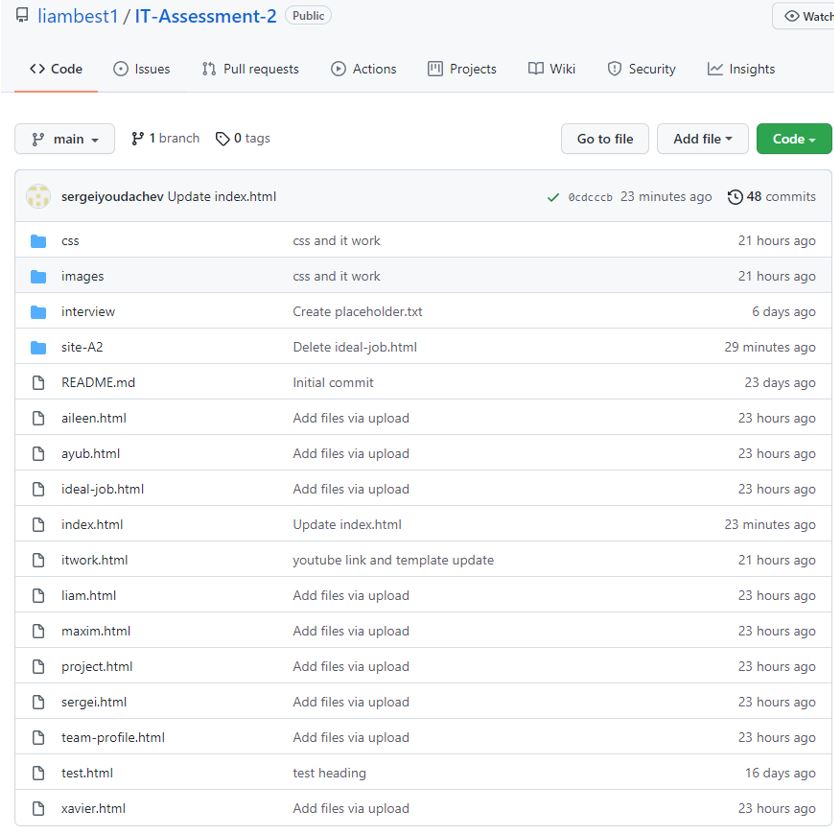 liambest1 / IT-Assessment-2 Public Watch
Code Issues Pull requests Actions Projects Wiki Security Insights
main 1 branch 0 tags Go to file Add file Code
sergeiyoudachev Update index.html 0cdcccb 23 minutes ago 48 commits
css css and it work 21 hours ago
images css and it work 21 hours ago
interview Create placeholder.txt 6 days ago
site-A2 Delete ideal-job.html 29 minutes ago
README.md Initial commit 23 days ago
aileen.html Add files via upload 23 hours ago
ayub.html Add files via upload 23 hours ago
ideal-job.html Add files via upload 23 hours ago
index.html Update index.html 23 minutes ago
itwork.html youtube link and template update 21 hours ago
liam.html Add files via upload 23 hours ago
maxim.html Add files via upload 23 hours ago
project.html Add files via upload 23 hours ago
sergei.html Add files via upload 23 hours ago
team-profile.html Add files via upload 23 hours ago
test.html test heading 16 days ago
xavier.html Add files via upload 23 hours ago